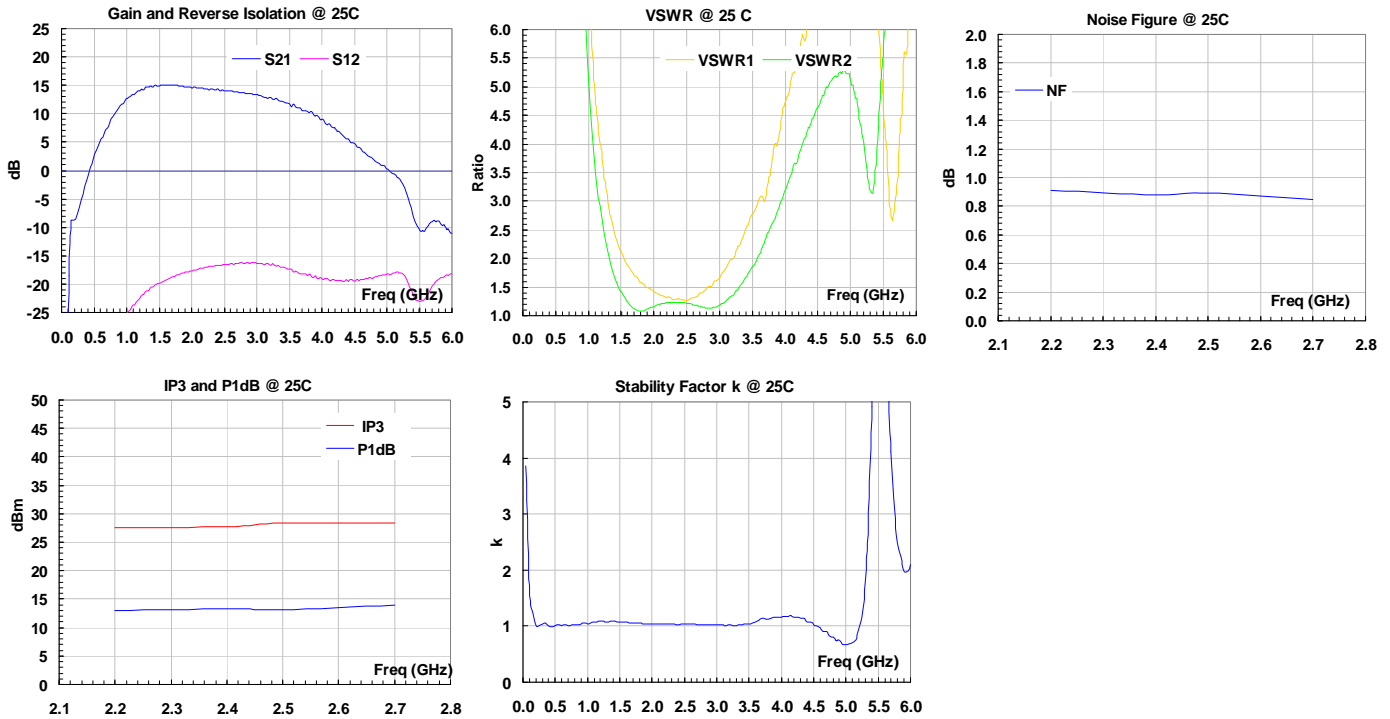 Gain and Reverse Isolation @ 25C
25
20
15
10
5
0
-5
-10
-15
-20
-25
dB
S21
S12
Freq (GHz)
0.0 0.5 1.0 1.5 2.0 2.5 3.0 3.5 4.0 4.5 5.0 5.5 6.0
VSWR @ 25 C
6.0
5.5
5.0
4.5
4.0
3.5
3.0
2.5
2.0
1.5
1.0
Ratio
VSWR1
VSWR2
Freq (GHz)
0.0 0.5 1.0 1.5 2.0 2.5 3.0 3.5 4.0 4.5 5.0 5.5 6.0
Noise Figure @ 25C
2.0
1.8
1.6
1.4
1.2
1.0
0.8
0.6
0.4
0.2
0.0
dB
NF
Freq (GHz)
2.1 2.2 2.3 2.4 2.5 2.6 2.7 2.8
IP3 and P1dB @ 25C
50
45
40
35
30
25
20
15
10
5
0
dBm
IP3
P1dB
Freq (GHz)
2.1 2.2 2.3 2.4 2.5 2.6 2.7 2.8
Stability Factor k @ 25C
5
4
3
2
1
0
k
Freq (GHz)
0.0 0.5 1.0 1.5 2.0 2.5 3.0 3.5 4.0 4.5 5.0 5.5 6.0